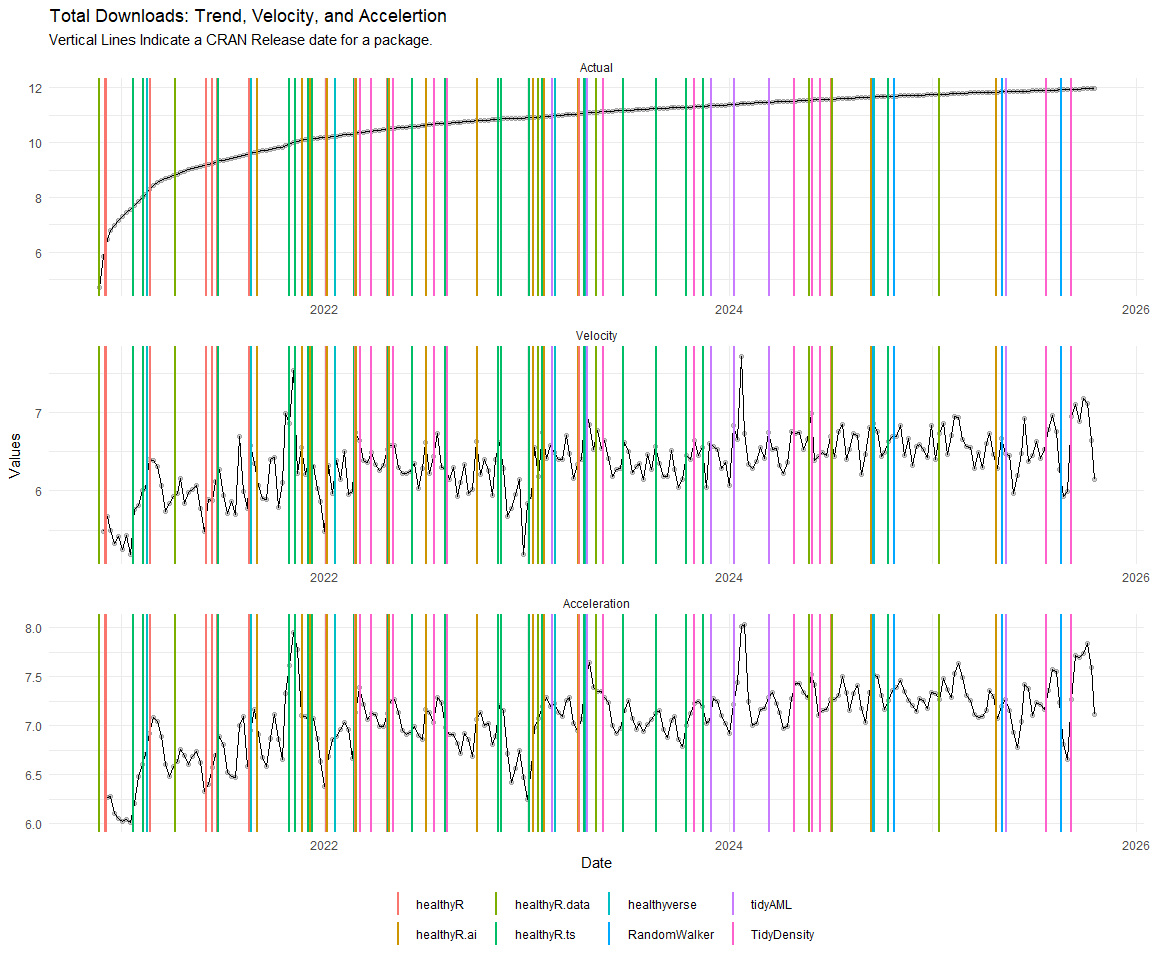 Total Downloads: Trend, Velocity, and Accelertion
Vertical Lines Indicate a CRAN Release date for a package.
Actual
12
10
8
6
2022 2024 2026
Velocity
7
6
2022 2024 2026
Values
Acceleration
8.0
7.5
7.0
6.5
6.0
2022 2024 2026
Date
healthyR healthyR.data healthyverse tidyAML
healthyR.ai healthyR.ts RandomWalker TidyDensity